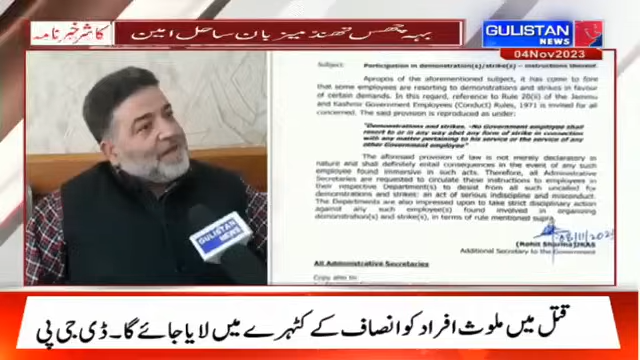 کاشر خبرنامہ
بہہ چھس تھنڈ میزبان ساحل امین
GULISTAN
NEWS
04Nov2023
Subject: Participation in demonstration(s)/strike(s) – instructions thereof
Apropos of the aforementioned subject, it has come to fore
that some employees are resorting to demonstrations and strikes in favour
of certain demands. In this regard, reference to Rule 20(ii) of the Jammu
and Kashmir Government Employees (Conduct) Rules, 1971 is invited for all
concerned. The said provision is reproduced as under:
"Demonstrations and strikes. -No Government employee shall
resort to or in any way abet any form of strike in connection
with any matter pertaining to his service or the service of any
other Government employee"
The aforesaid provision of law is not merely declaratory in
nature and shall definitely entail consequences in the event of any such
employee found immersive in such acts. Therefore, all Administrative
Secretaries are requested to circulate these instructions to employees in
their respective Department(s) to desist from all such uncalled for
demonstrations and strikes: an act of serious indiscipline and misconduct.
The Departments are also impressed upon to take strict disciplinary action
against any such employee(s) found involved in organizing
demonstration(s) and strike(s), in terms of rule mentioned supra.
(Rohit Sharma)JKAS
Additional Secretary to the Government
All Administrative Secretaries
Copy also to:
GULISTAN
NEWS
قتل میں ملوث افراد کو انصاف کے کٹہرے میں لایا جائے گا۔ ڈی جی پی